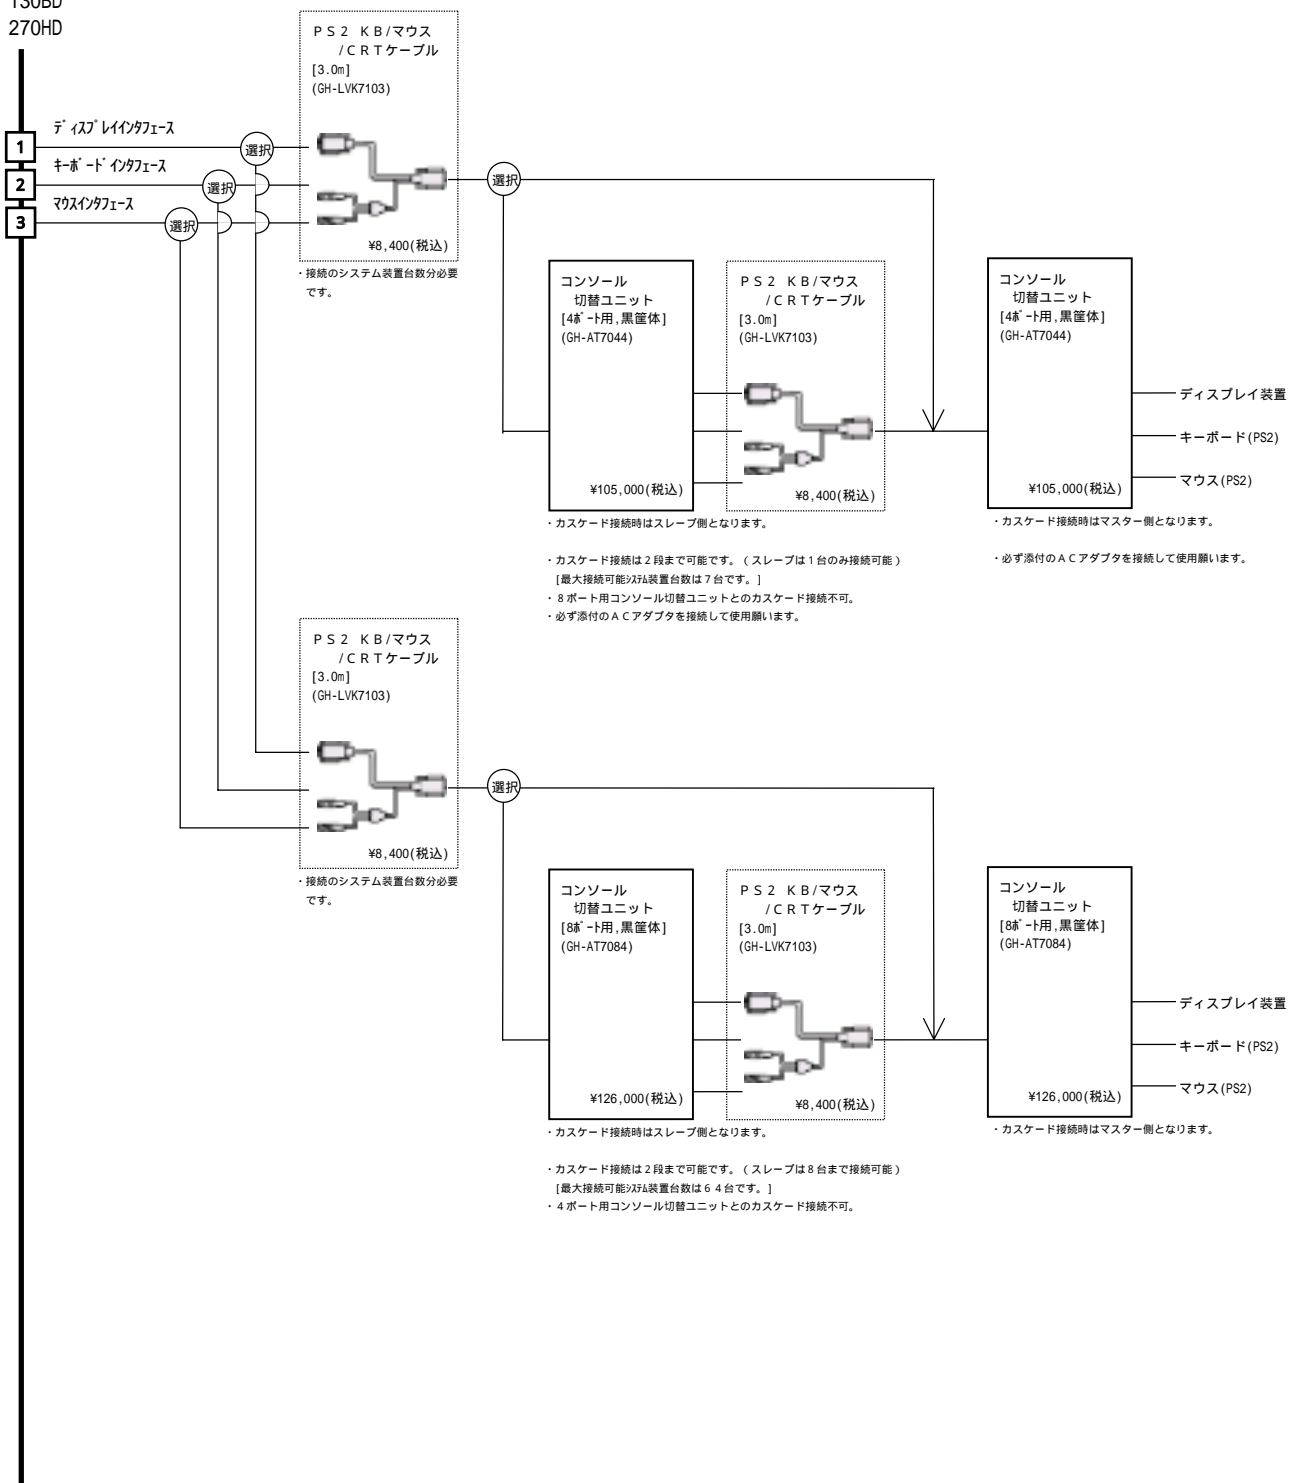 270HD
PS2 KB/マウス
/CRTケーブル
[3.0m]
(GH-LVK7103)
¥8,400(税込)
・接続のシステム装置台数分必要
です。
1
ディスプレイインタフェース
選択
2
キーボードインタフェース
選択
3
マウスインタフェース
選択
選択
コンソール
切替ユニット
[4ポート用,黒筐体]
(GH-AT7044)
¥105,000(税込)
・カスケード接続時はスレーブ側となります。
・カスケード接続は2段まで可能です。(スレーブは1台のみ接続可能)
[最大接続可能システム装置台数は7台です。]
・8ポート用コンソール切替ユニットとのカスケード接続不可。
・必ず添付のACアダプタを接続して使用願います。
PS2 KB/マウス
/CRTケーブル
[3.0m]
(GH-LVK7103)
¥8,400(税込)
コンソール
切替ユニット
[4ポート用,黒筐体]
(GH-AT7044)
¥105,000(税込)
・カスケード接続時はマスター側となります。
・必ず添付のACアダプタを接続して使用願います。
ディスプレイ装置
キーボード(PS2)
マウス(PS2)
PS2 KB/マウス
/CRTケーブル
[3.0m]
(GH-LVK7103)
¥8,400(税込)
・接続のシステム装置台数分必要
です。
選択
コンソール
切替ユニット
[8ポート用,黒筐体]
(GH-AT7084)
¥126,000(税込)
・カスケード接続時はスレーブ側となります。
・カスケード接続は2段まで可能です。(スレーブは8台まで接続可能)
[最大接続可能システム装置台数は64台です。]
・4ポート用コンソール切替ユニットとのカスケード接続不可。
PS2 KB/マウス
/CRTケーブル
[3.0m]
(GH-LVK7103)
¥8,400(税込)
コンソール
切替ユニット
[8ポート用,黒筐体]
(GH-AT7084)
¥126,000(税込)
・カスケード接続時はマスター側となります。
ディスプレイ装置
キーボード(PS2)
マウス(PS2)